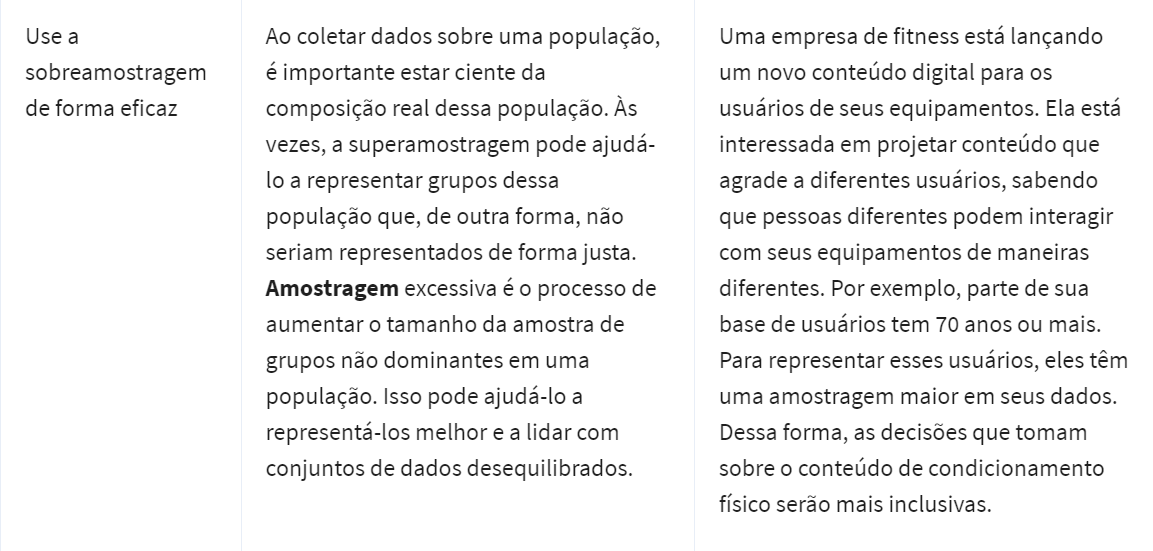 Use a
sobreamostragem
de forma eficaz
Ao coletar dados sobre uma população,
é importante estar ciente da
composição real dessa população. Às
vezes, a superamostragem pode ajudá-
lo a representar grupos dessa
população que, de outra forma, não
seriam representados de forma justa.
Amostragem excessiva é o processo de
aumentar o tamanho da amostra de
grupos não dominantes em uma
população. Isso pode ajudá-lo a
representá-los melhor e a lidar com
conjuntos de dados desequilibrados.
Uma empresa de fitness está lançando
um novo conteúdo digital para os
usuários de seus equipamentos. Ela está
interessada em projetar conteúdo que
agrade a diferentes usuários, sabendo
que pessoas diferentes podem interagir
com seus equipamentos de maneiras
diferentes. Por exemplo, parte de sua
base de usuários tem 70 anos ou mais.
Para representar esses usuários, eles têm
uma amostragem maior em seus dados.
Dessa forma, as decisões que tomam
sobre o conteúdo de condicionamento
físico serão mais inclusivas.